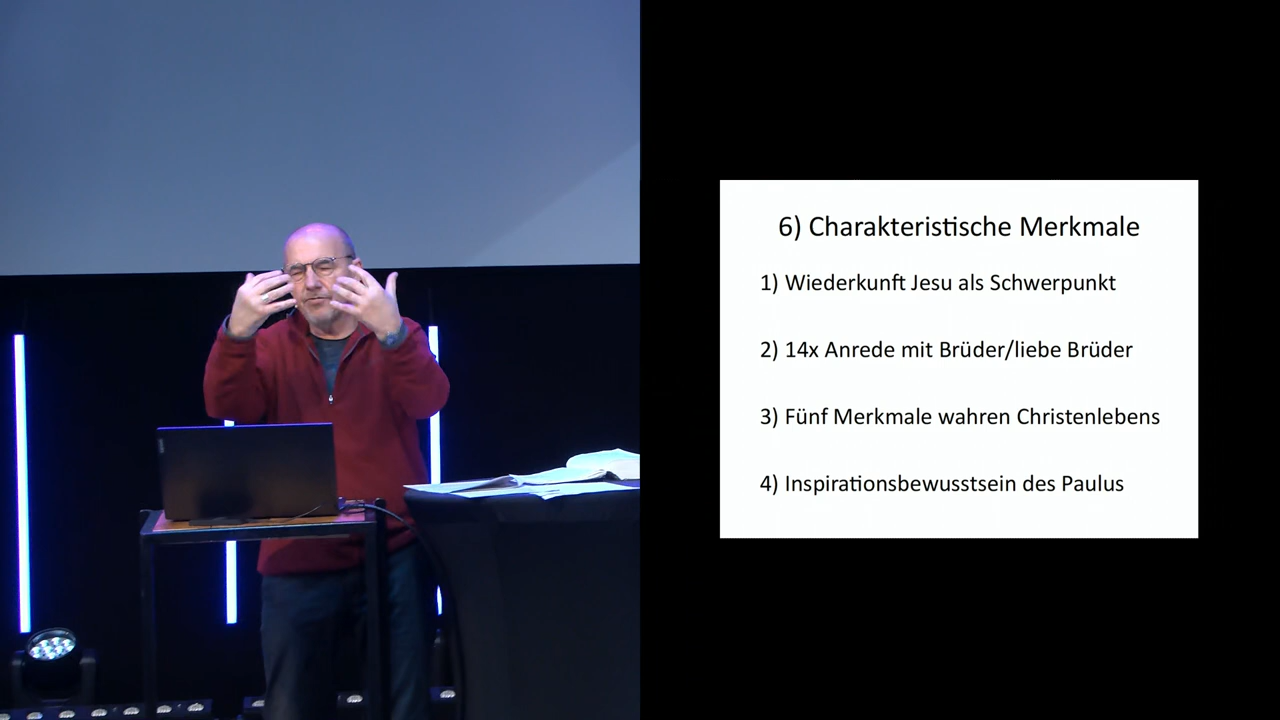 6) Charakteristische Merkmale
1) Wiederkunft Jesu als Schwerpunkt
2) 14x Anrede mit Brüder/liebe Brüder
3) Fünf Merkmale wahren Christenlebens
4) Inspirationsbewusstsein des Paulus